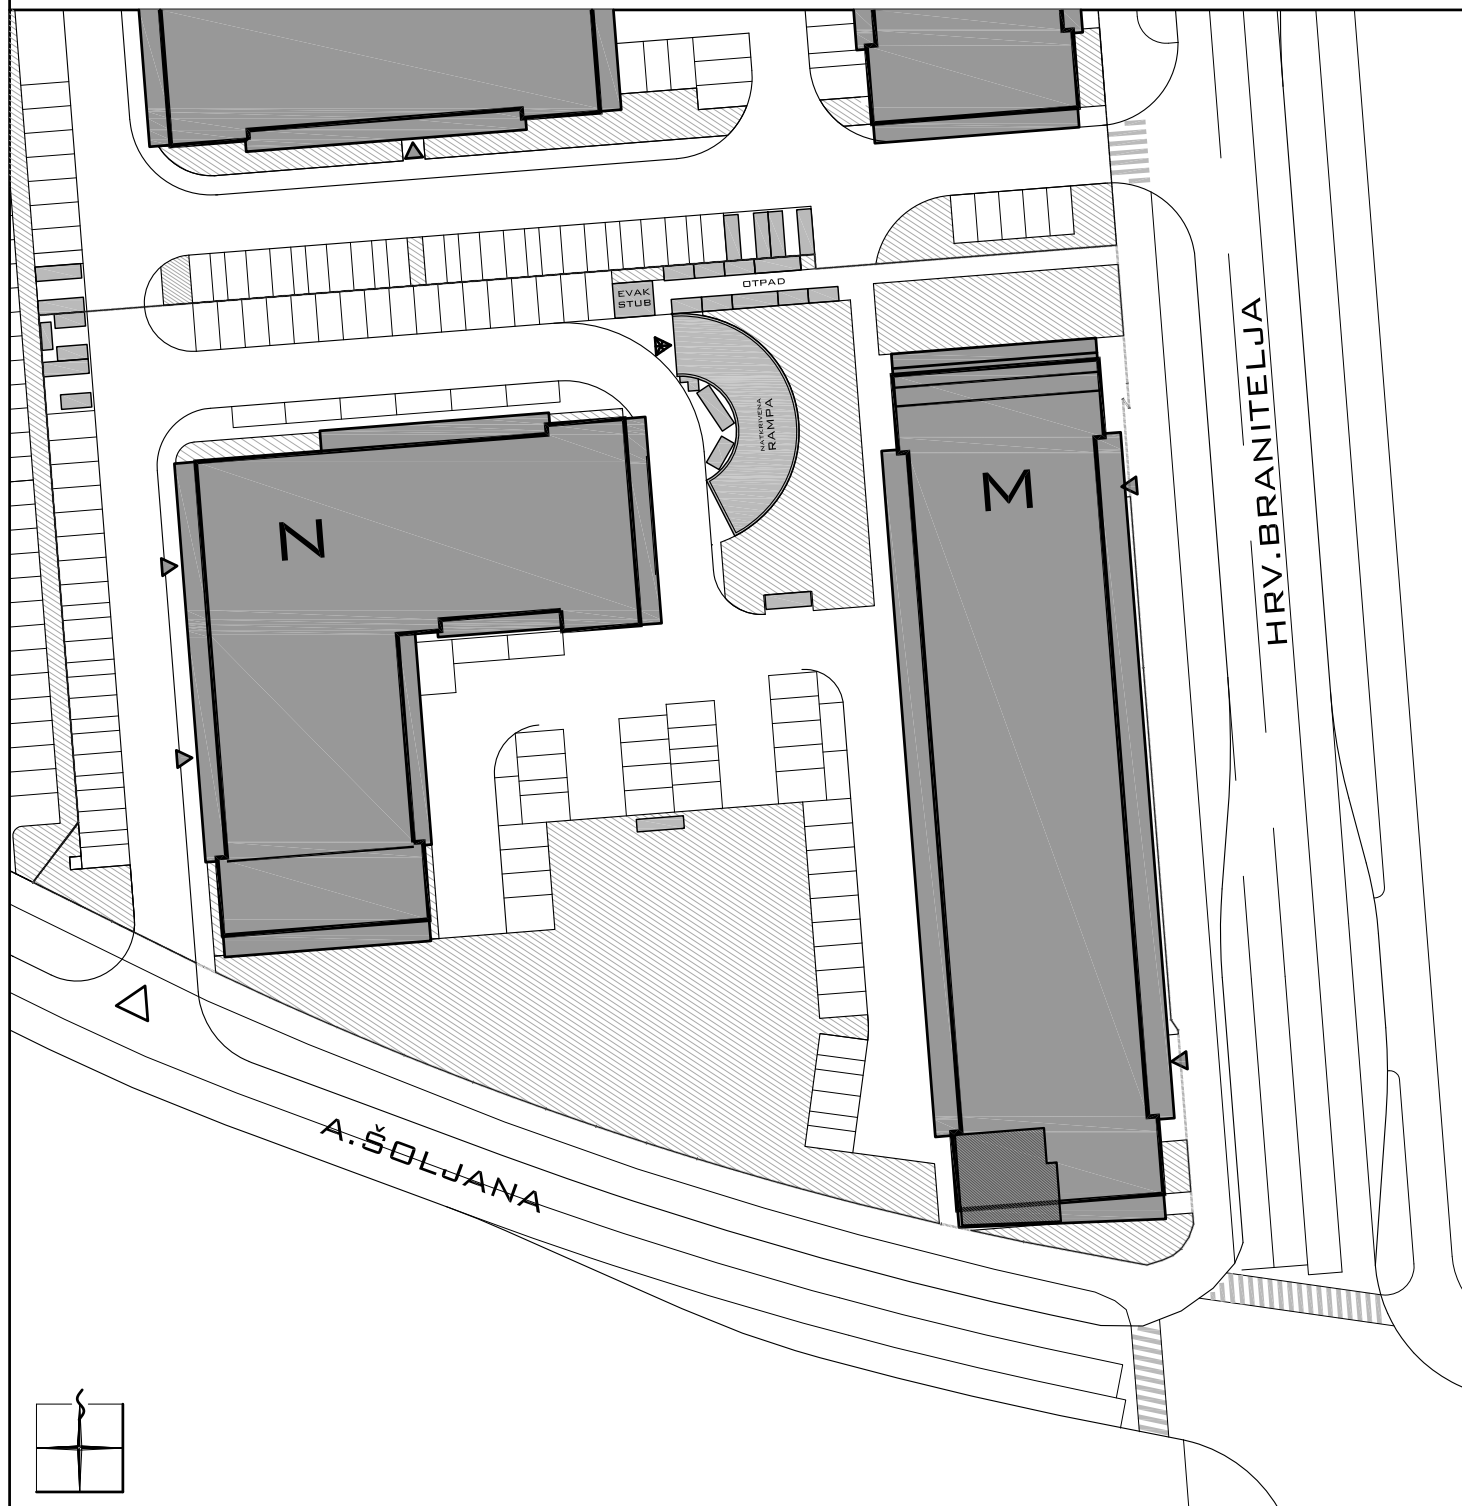 EVAK
STUB
OTPAD
NATKRIVENA
RAMPA
HRV.BRANITELJA
M
N
A.ŠOLJANA